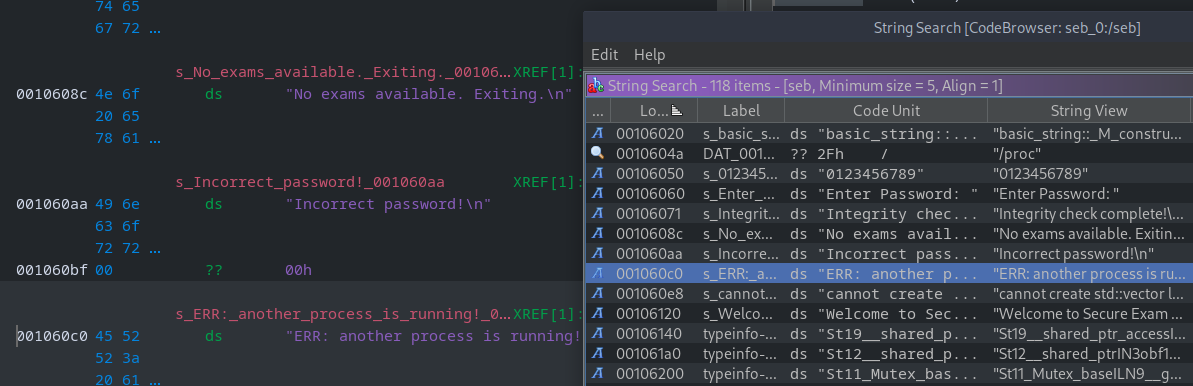 74 65
67 72 ...
s_No_exams_available._Exiting._00106... XREF[1]:
0010608c 4e 6f ds "No exams available. Exiting.\n"
20 65
78 61 ...
s_Incorrect_password!_001060aa XREF[1]:
001060aa 49 6e ds "Incorrect password!\n"
63 6f
72 72 ...
001060bf 00 ?? 00h
s_ERR:_another_process_is_running!_0... XREF[1]:
001060c0 45 52 ds "ERR: another process is running!
52 3a
20 61 ...
String Search [CodeBrowser: seb_0:/seb]
Edit Help
String Search - 118 items - [seb, Minimum size = 5, Align = 1]
... Lo... Label Code Unit String View
A 00106020 s_basic_s... ds "basic_string::... "basic_string::_M_constru...
0010604a DAT_001... ?? 2Fh / "/proc"
A 00106050 s_012345... ds "0123456789" "0123456789"
A 00106060 s_Enter_... ds "Enter Password: " "Enter Password: "
A 00106071 s_Integrit... ds "Integrity chec... "Integrity check complete!\...
A 0010608c s_No_ex... ds "No exams avail... "No exams available. Exitin...
A 001060aa s_Incorre... ds "Incorrect pass... "Incorrect password!\n"
A 001060c0 s_ERR:_a... ds "ERR: another p... "ERR: another process is ru...
A 001060e8 s_cannot... ds "cannot create ... "cannot create std::vector l...
A 00106120 s_Welco... ds "Welcome to Sec... "Welcome to Secure Exam ...
A 00106140 typeinfo-... ds "St19__shared_p... "St19__shared_ptr_accessI...
A 001061a0 typeinfo-... ds "St12__shared_p... "St12__shared_ptrIN3obf1...
A 00106200 typeinfo-... ds "St11_Mutex_bas... "St11_Mutex_baseILN9__g...